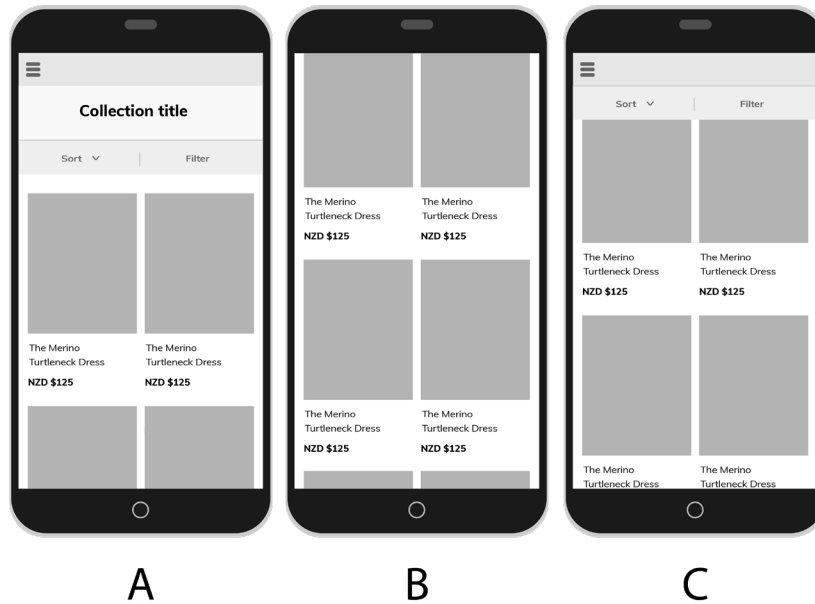 Collection title
Sort
Filter
The Merino
Turtleneck Dress
NZD $125
The Merino
Turtleneck Dress
NZD $125
The Merino
Turtleneck Dress
NZD $125
The Merino
Turtleneck Dress
NZD $125
The Merino
Turtleneck Dress
NZD $125
The Merino
Turtleneck Dress
NZD $125
Sort
Filter
The Merino
Turtleneck Dress
NZD $125
The Merino
Turtleneck Dress
NZD $125
The Merino
Turtleneck Dress
The Merino
Turtleneck Dress
A
B
C